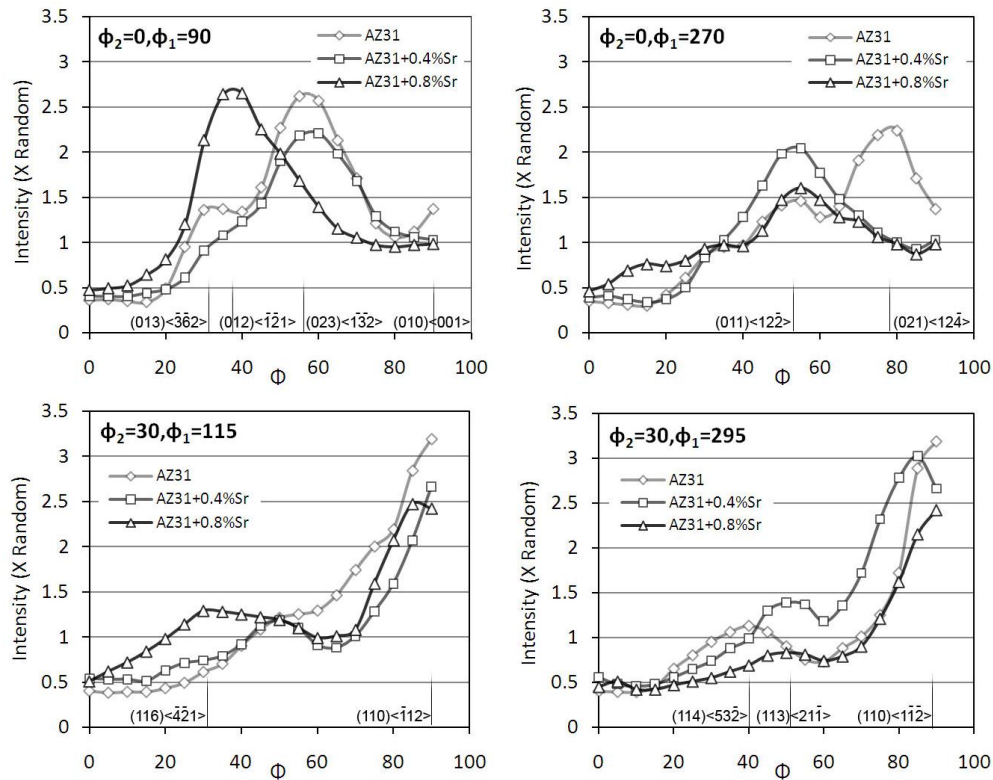 ϕ₂=0,ϕ₁=90
AZ31
AZ31+0.4%Sr
AZ31+0.8%Sr
Intensity (X Random)
3.5
3
2.5
2
1.5
1
0.5
0
(013)<3̄6̄2> (012)<1̄2̄1> (023)<1̄3̄2> (010)<001>
0 20 40 60 80 100
Φ
ϕ₂=0,ϕ₁=270
AZ31
AZ31+0.4%Sr
AZ31+0.8%Sr
Intensity (X Random)
3.5
3
2.5
2
1.5
1
0.5
0
(011)<122̄> (021)<124̄>
0 20 40 60 80 100
Φ
ϕ₂=30,ϕ₁=115
AZ31
AZ31+0.4%Sr
AZ31+0.8%Sr
Intensity (X Random)
3.5
3
2.5
2
1.5
1
0.5
0
(116)<4̄2̄1> (110)<1̄12>
0 20 40 60 80 100
Φ
ϕ₂=30,ϕ₁=295
AZ31
AZ31+0.4%Sr
AZ31+0.8%Sr
Intensity (X Random)
3.5
3
2.5
2
1.5
1
0.5
0
(114)<532̄> (113)<211̄> (110)<11̄2̄>
0 20 40 60 80 100
Φ